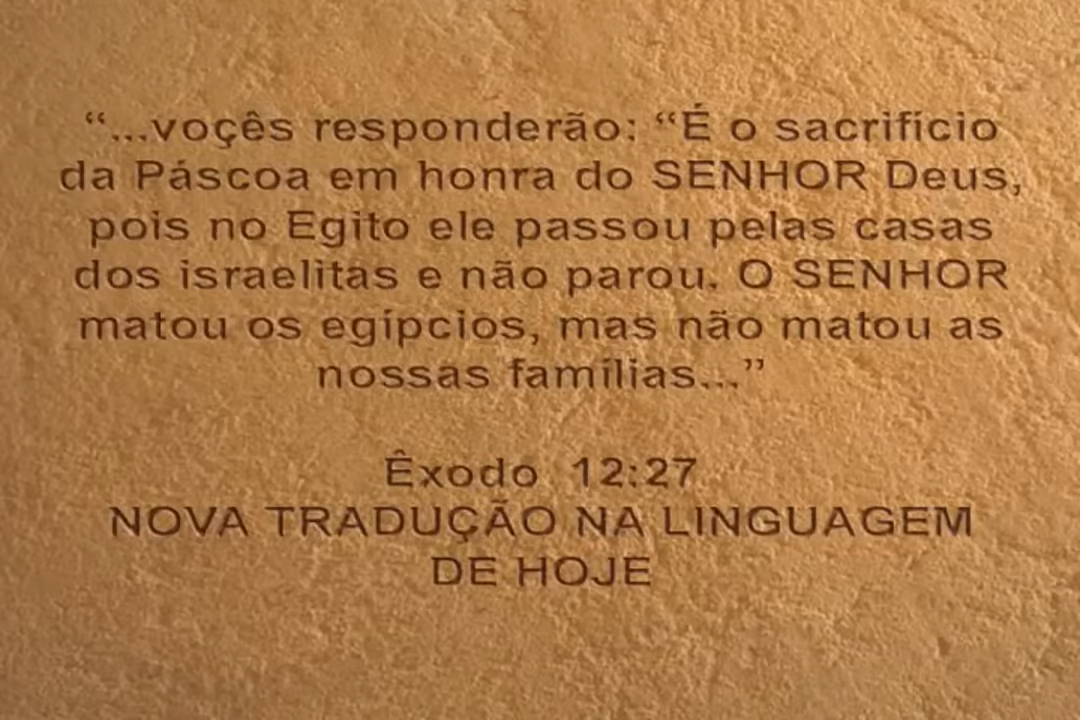 “...voçês responderão: “É o sacrifício
da Páscoa em honra do SENHOR Deus,
pois no Egito ele passou pelas casas
dos israelitas e não parou. O SENHOR
matou os egípcios, mas não matou as
nossas famílias...”
Êxodo 12:27
NOVA TRADUÇÃO NA LINGUAGEM
DE HOJE